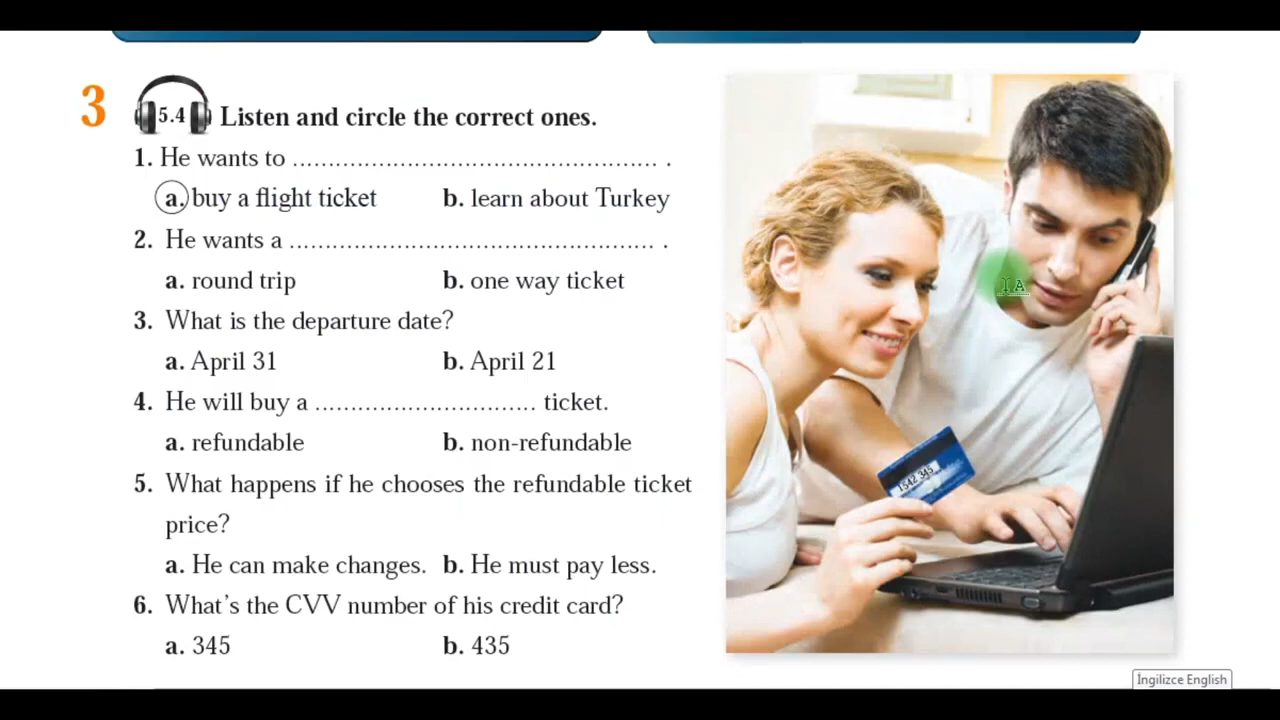 3 5.4 Listen and circle the correct ones.
1. He wants to .................................................. .
a. buy a flight ticket b. learn about Turkey
2. He wants a .................................................. .
a. round trip b. one way ticket
3. What is the departure date?
a. April 31 b. April 21
4. He will buy a .............................. ticket.
a. refundable b. non-refundable
5. What happens if he chooses the refundable ticket
price?
a. He can make changes. b. He must pay less.
6. What's the CVV number of his credit card?
a. 345 b. 435
I A
1542 345
İngilizce English